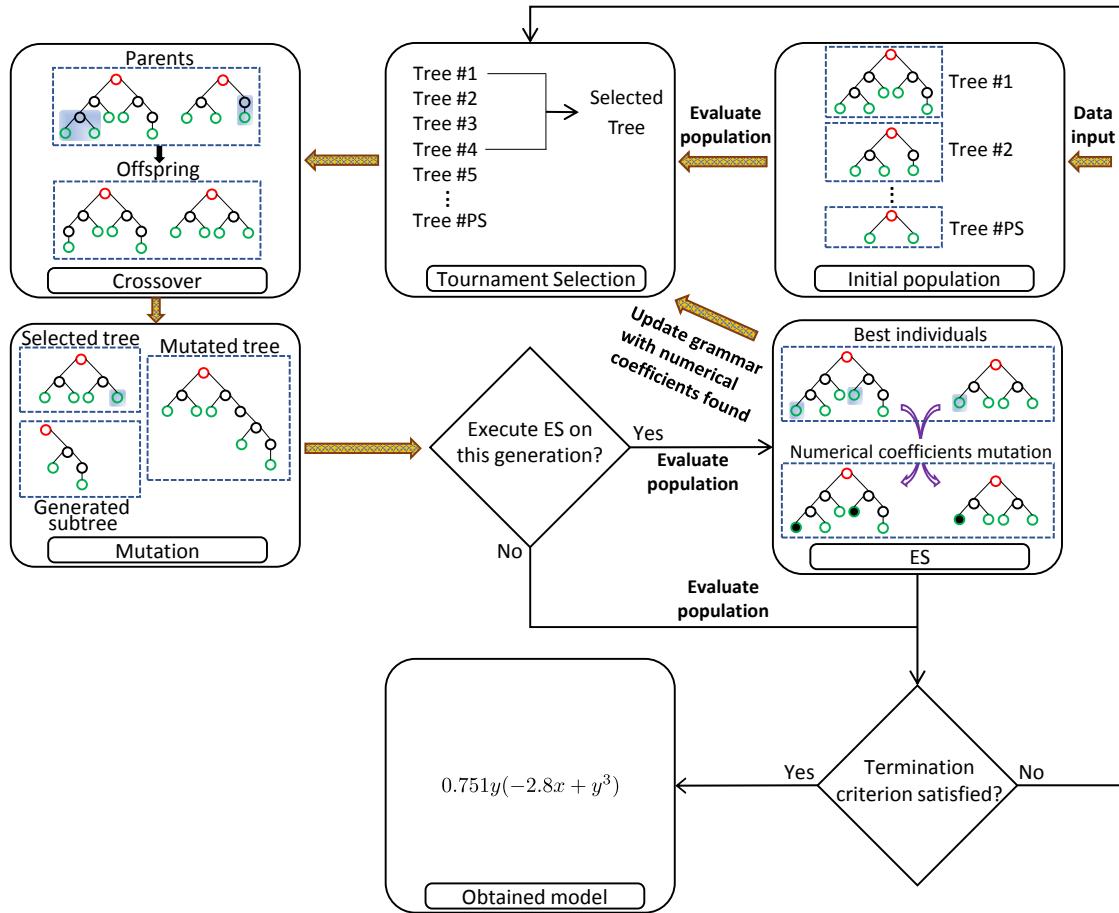 Parents
Offspring
Crossover
Tree #1
Tree #2
Tree #3
Tree #4
Tree #5
⋮
Tree #PS
Selected
Tree
Tournament Selection
Evaluate
population
Tree #1
Tree #2
⋮
Tree #PS
Initial population
Data
input
Selected tree
Mutated tree
Generated
subtree
Mutation
Execute ES on
this generation?
Yes
Evaluate
population
No
Update grammar
with numerical
coefficients found
Best individuals
Numerical coefficients mutation
ES
Evaluate
population
Termination
criterion satisfied?
Yes
No
0.751y(−2.8x + y³)
Obtained model